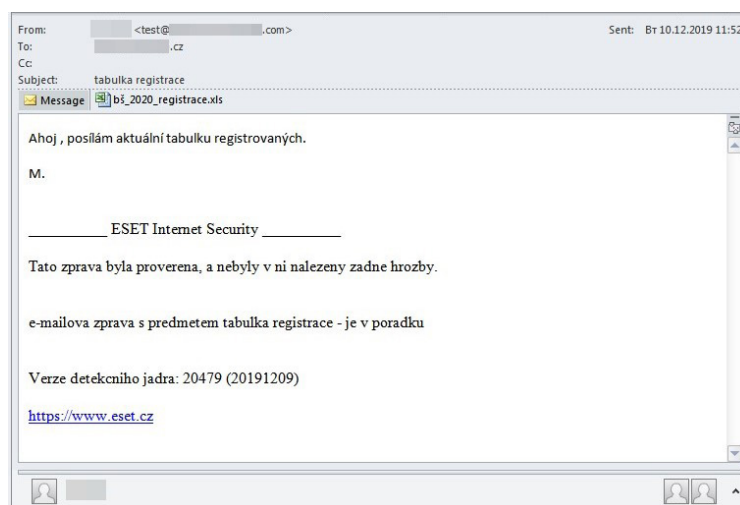 From: <test@ .com> Sent: Вт 10.12.2019 11:52
To: .cz
Cc:
Subject: tabulka registrace
Message bš_2020_registrace.xls
Ahoj , posílám aktuální tabulku registrovaných.
M.
__________ ESET Internet Security __________
Tato zprava byla proverena, a nebyly v ni nalezeny zadne hrozby.
e-mailova zprava s predmetem tabulka registrace - je v poradku
Verze detekcniho jadra: 20479 (20191209)
https://www.eset.cz